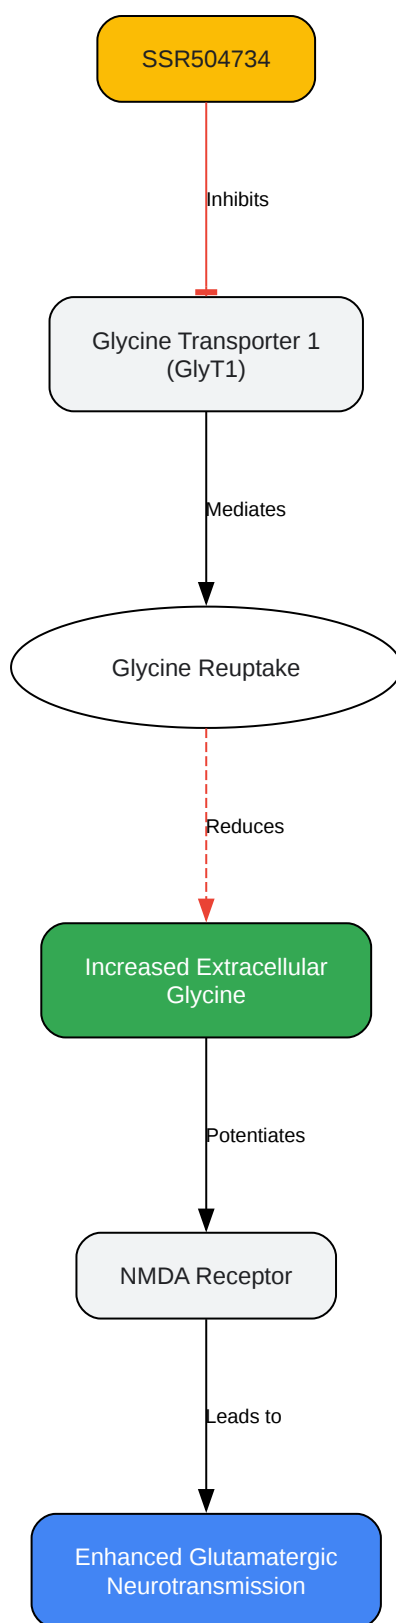 SSR504734
Inhibits
Glycine Transporter 1
(GlyT1)
Mediates
Glycine Reuptake
Reduces
Increased Extracellular
Glycine
Potentiates
NMDA Receptor
Leads to
Enhanced Glutamatergic
Neurotransmission